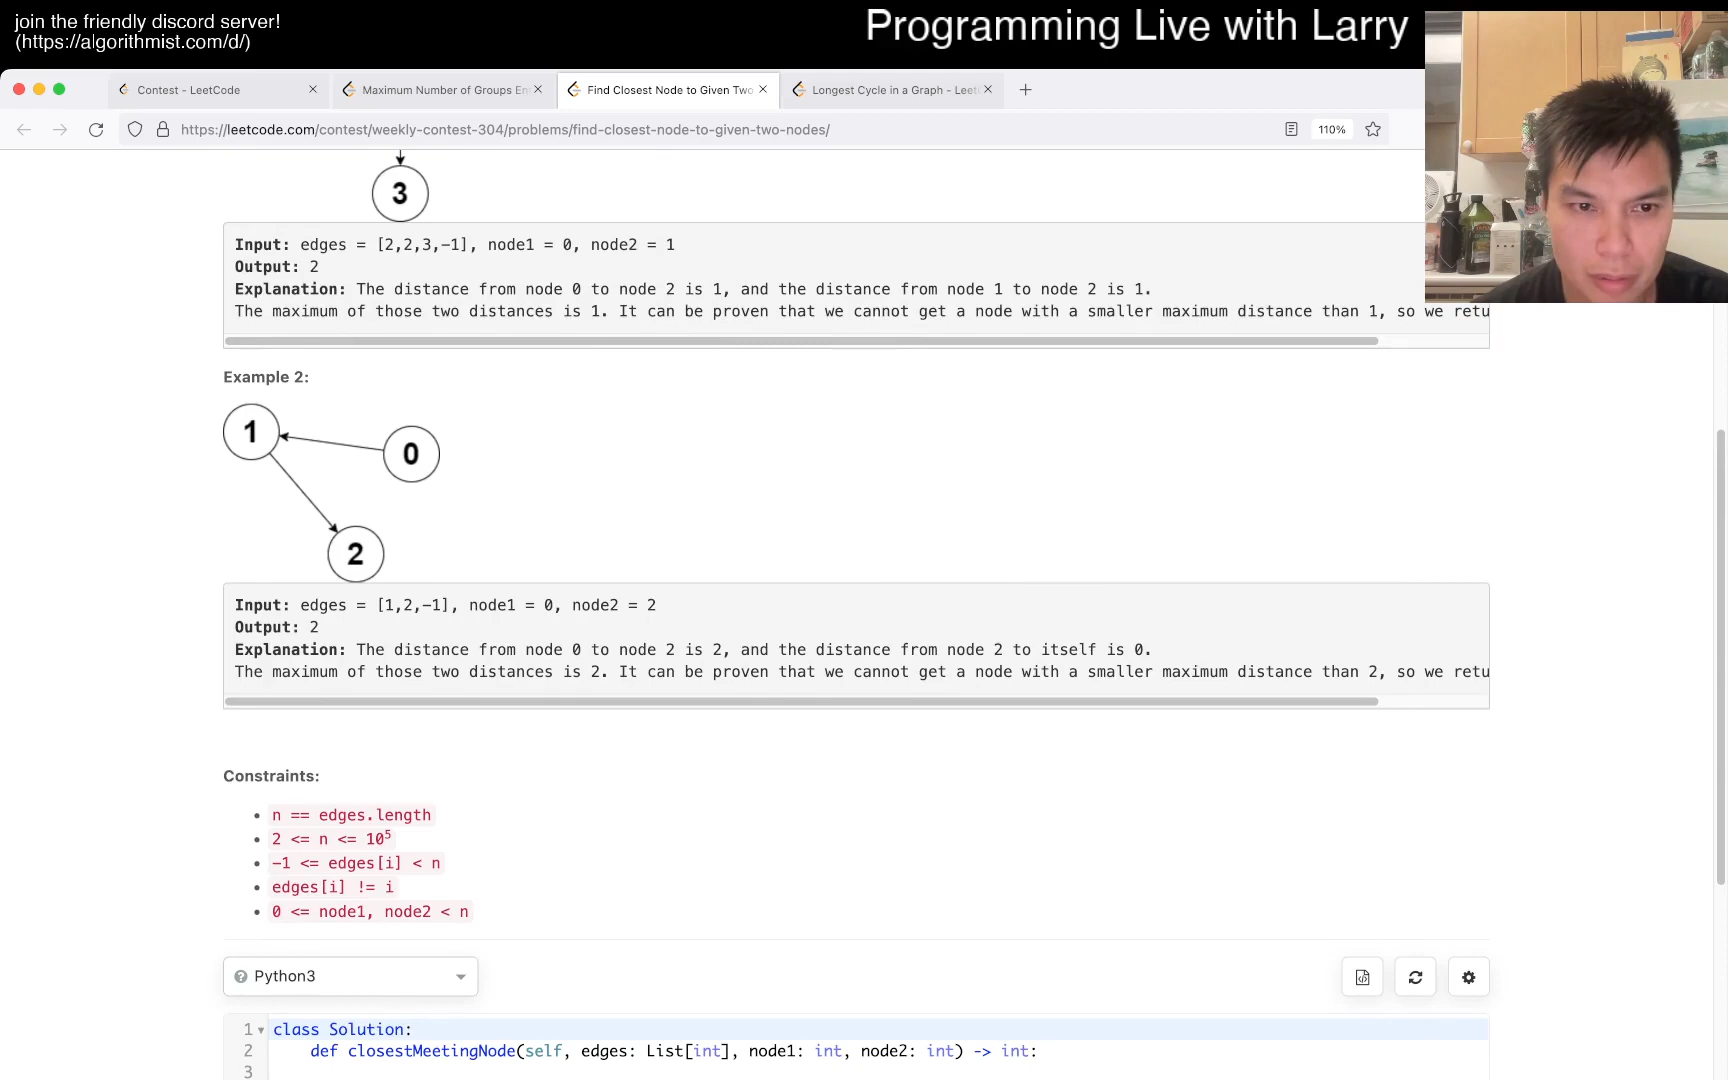 join the friendly discord server!
(https://algorithmist.com/d/)
Programming Live with Larry
Contest - LeetCode
Maximum Number of Groups En
Find Closest Node to Given Two
Longest Cycle in a Graph - Leet
https://leetcode.com/contest/weekly-contest-304/problems/find-closest-node-to-given-two-nodes/
110%
3
Input: edges = [2,2,3,-1], node1 = 0, node2 = 1
Output: 2
Explanation: The distance from node 0 to node 2 is 1, and the distance from node 1 to node 2 is 1.
The maximum of those two distances is 1. It can be proven that we cannot get a node with a smaller maximum distance than 1, so we retu
Example 2:
1
0
2
Input: edges = [1,2,-1], node1 = 0, node2 = 2
Output: 2
Explanation: The distance from node 0 to node 2 is 2, and the distance from node 2 to itself is 0.
The maximum of those two distances is 2. It can be proven that we cannot get a node with a smaller maximum distance than 2, so we retu
Constraints:
• n == edges.length
• 2 <= n <= 10⁵
• -1 <= edges[i] < n
• edges[i] != i
• 0 <= node1, node2 < n
Python3
1 class Solution:
2 def closestMeetingNode(self, edges: List[int], node1: int, node2: int) -> int:
3